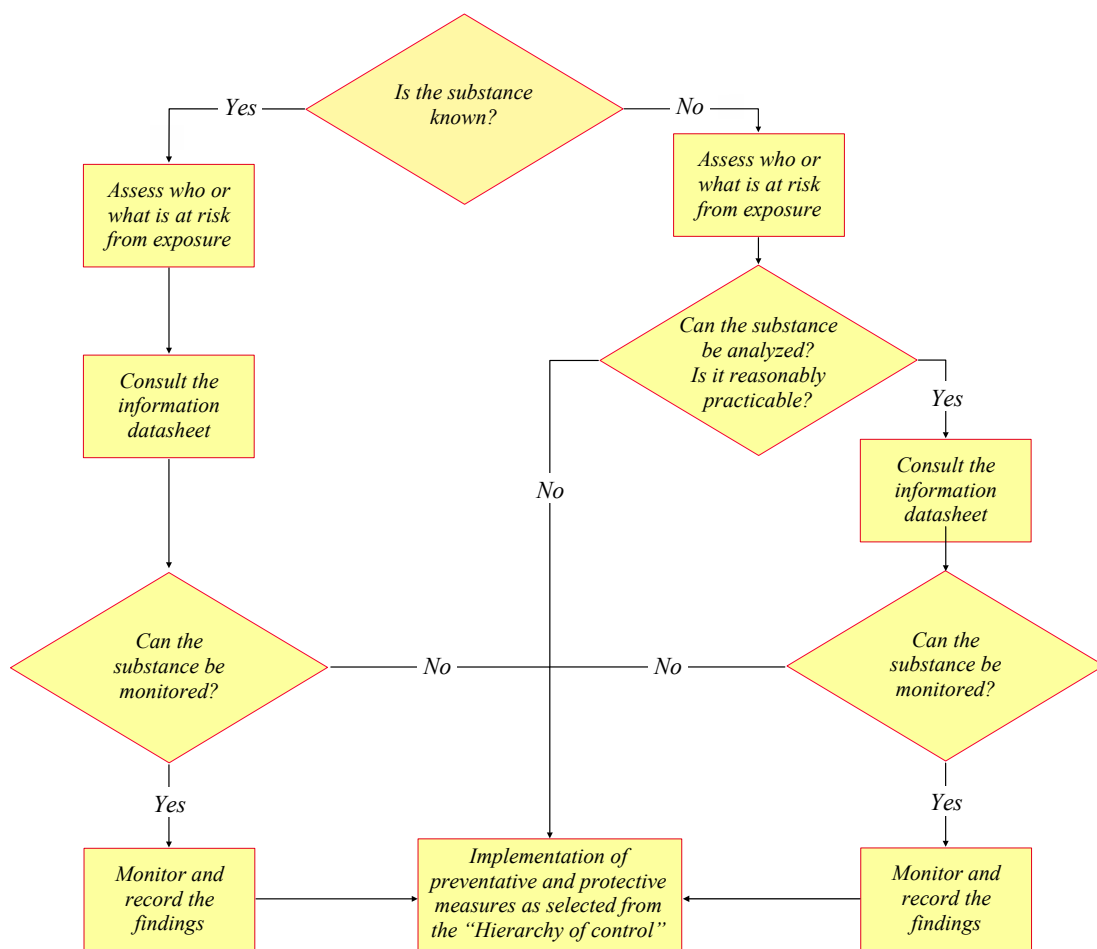 Is the substance
known?
Yes
No
Assess who or
what is at risk
from exposure
Assess who or
what is at risk
from exposure
Can the substance
be analyzed?
Is it reasonably
practicable?
Consult the
information
datasheet
Yes
Consult the
information
datasheet
No
Can the
substance be
monitored?
No
No
Can the
substance be
monitored?
Yes
Yes
Monitor and
record the
findings
Implementation of
preventative and protective
measures as selected from
the “Hierarchy of control”
Monitor and
record the
findings